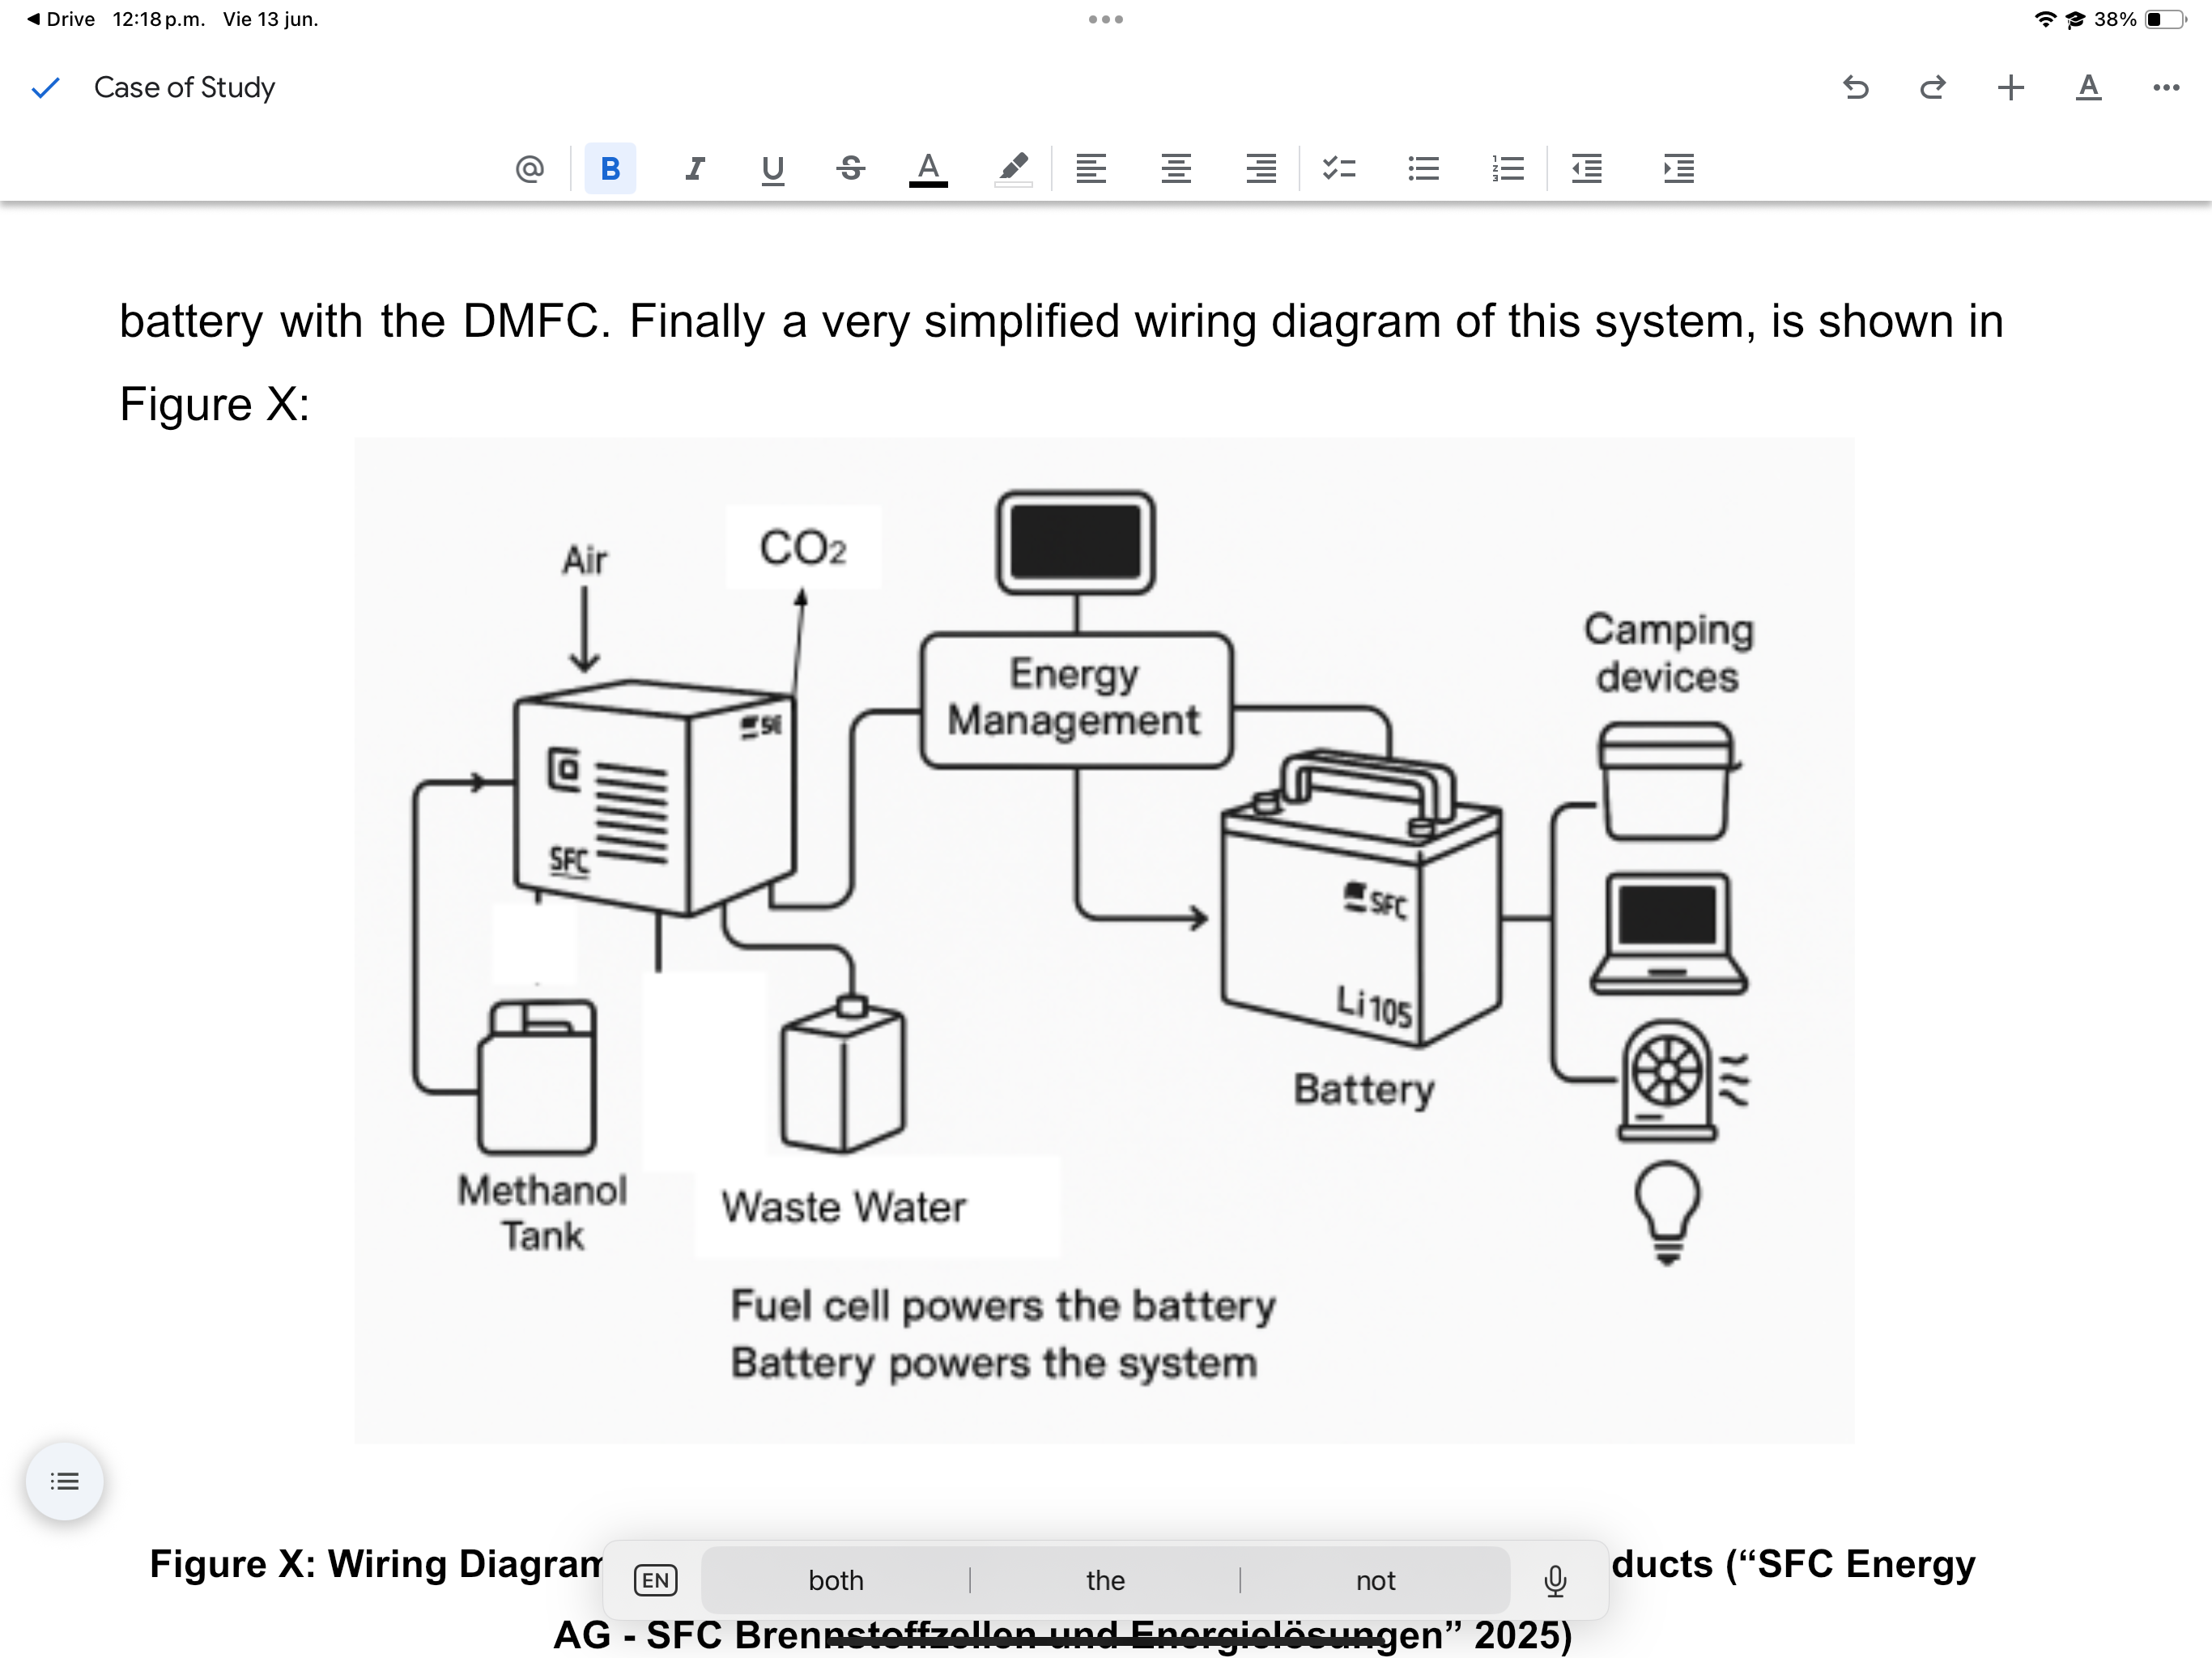 Drive 12:18 p.m. Vie 13 jun.
38%
Case of Study
@ B I U S A
battery with the DMFC. Finally a very simplified wiring diagram of this system, is shown in
Figure X:
Air
CO2
Energy
Management
Camping
devices
SFC
SFC
Li 105
Battery
Methanol
Tank
Waste Water
Fuel cell powers the battery
Battery powers the system
Figure X: Wiring Diagram
ducts (“SFC Energy
EN both the not
AG - SFC Brennstoffzellen und Energielösungen” 2025)